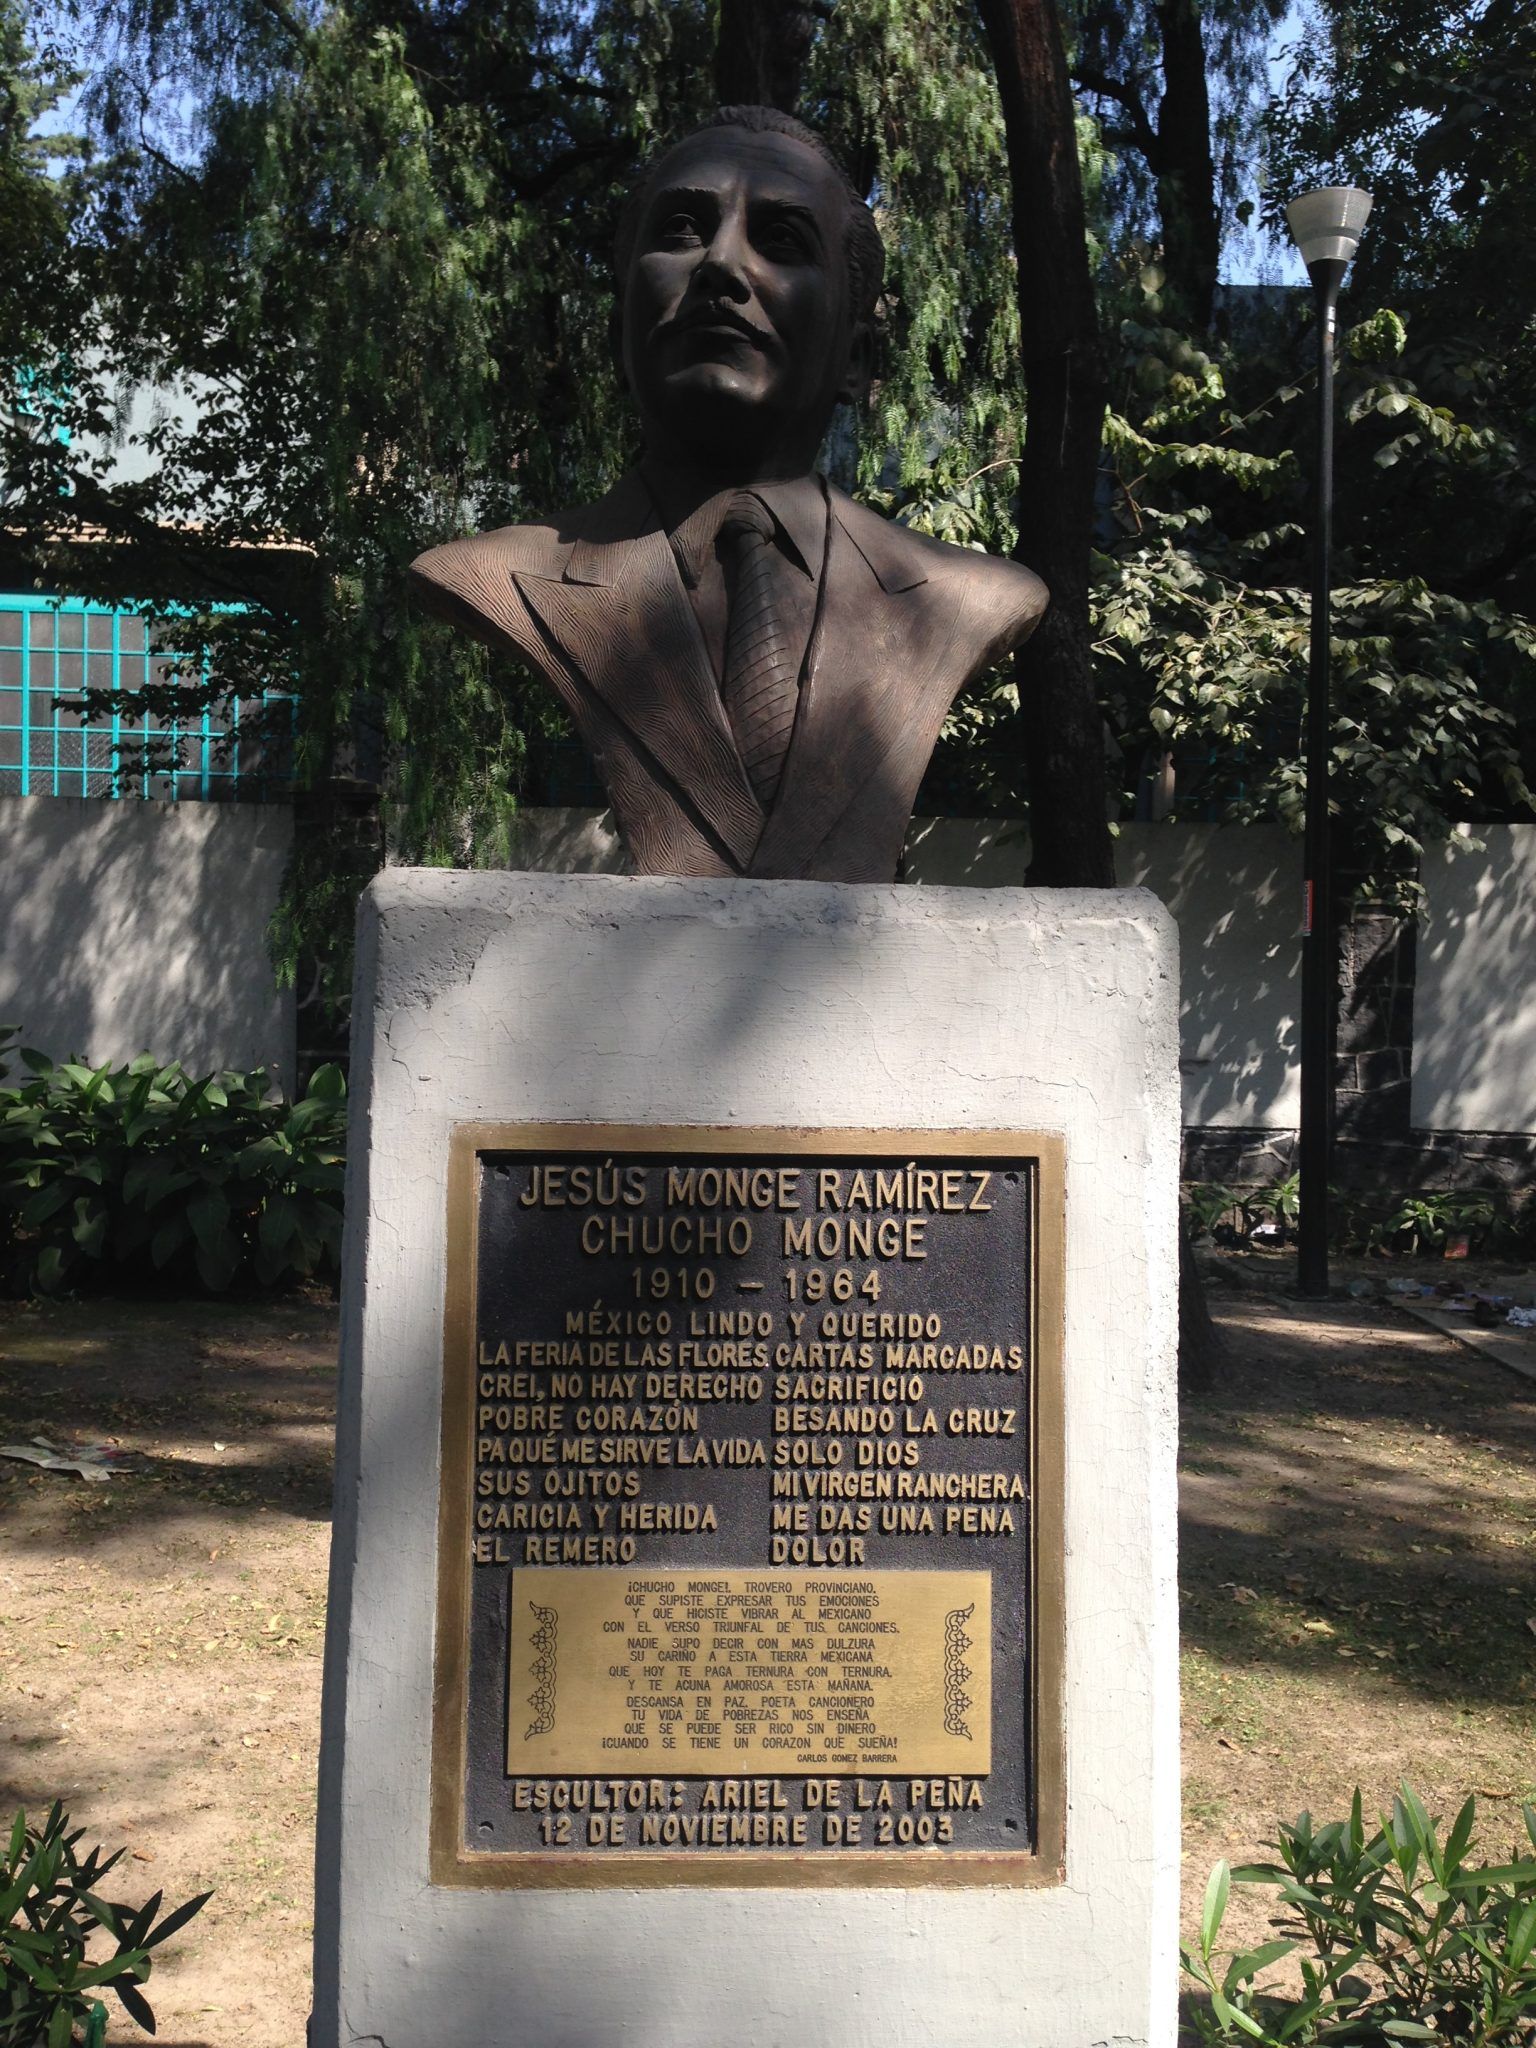 JESÚS MONGE RAMÍREZ
CHUCHO MONGE
1910 – 1964
MÉXICO LINDO Y QUERIDO
LA FERIA DE LAS FLORES CARTAS MARCADAS
CREI, NO HAY DERECHO SACRIFICIO
POBRE CORAZÓN BESANDO LA CRUZ
PA QUÉ ME SIRVE LA VIDA SOLO DIOS
SUS OJITOS MI VIRGEN RANCHERA
CARICIA Y HERIDA ME DAS UNA PENA
EL REMERO DOLOR
¡CHUCHO MONGE!, TROVERO PROVINCIANO.
QUE SUPISTE EXPRESAR TUS EMOCIONES
Y QUE HICISTE VIBRAR AL MEXICANO
CON EL VERSO TRIUNFAL DE TUS CANCIONES.
NADIE SUPO DECIR CON MAS DULZURA
SU CARIÑO A ESTA TIERRA MEXICANA
QUE HOY TE PAGA TERNURA CON TERNURA.
Y TE ACUNA AMOROSA ESTA MAÑANA.
DESCANSA EN PAZ, POETA CANCIONERO
TU VIDA DE POBREZAS NOS ENSEÑA
QUE SE PUEDE SER RICO SIN DINERO
¡CUANDO SE TIENE UN CORAZON QUE SUEÑA!
CARLOS GOMEZ BARRERA
ESCULTOR: ARIEL DE LA PEÑA
12 DE NOVIEMBRE DE 2003